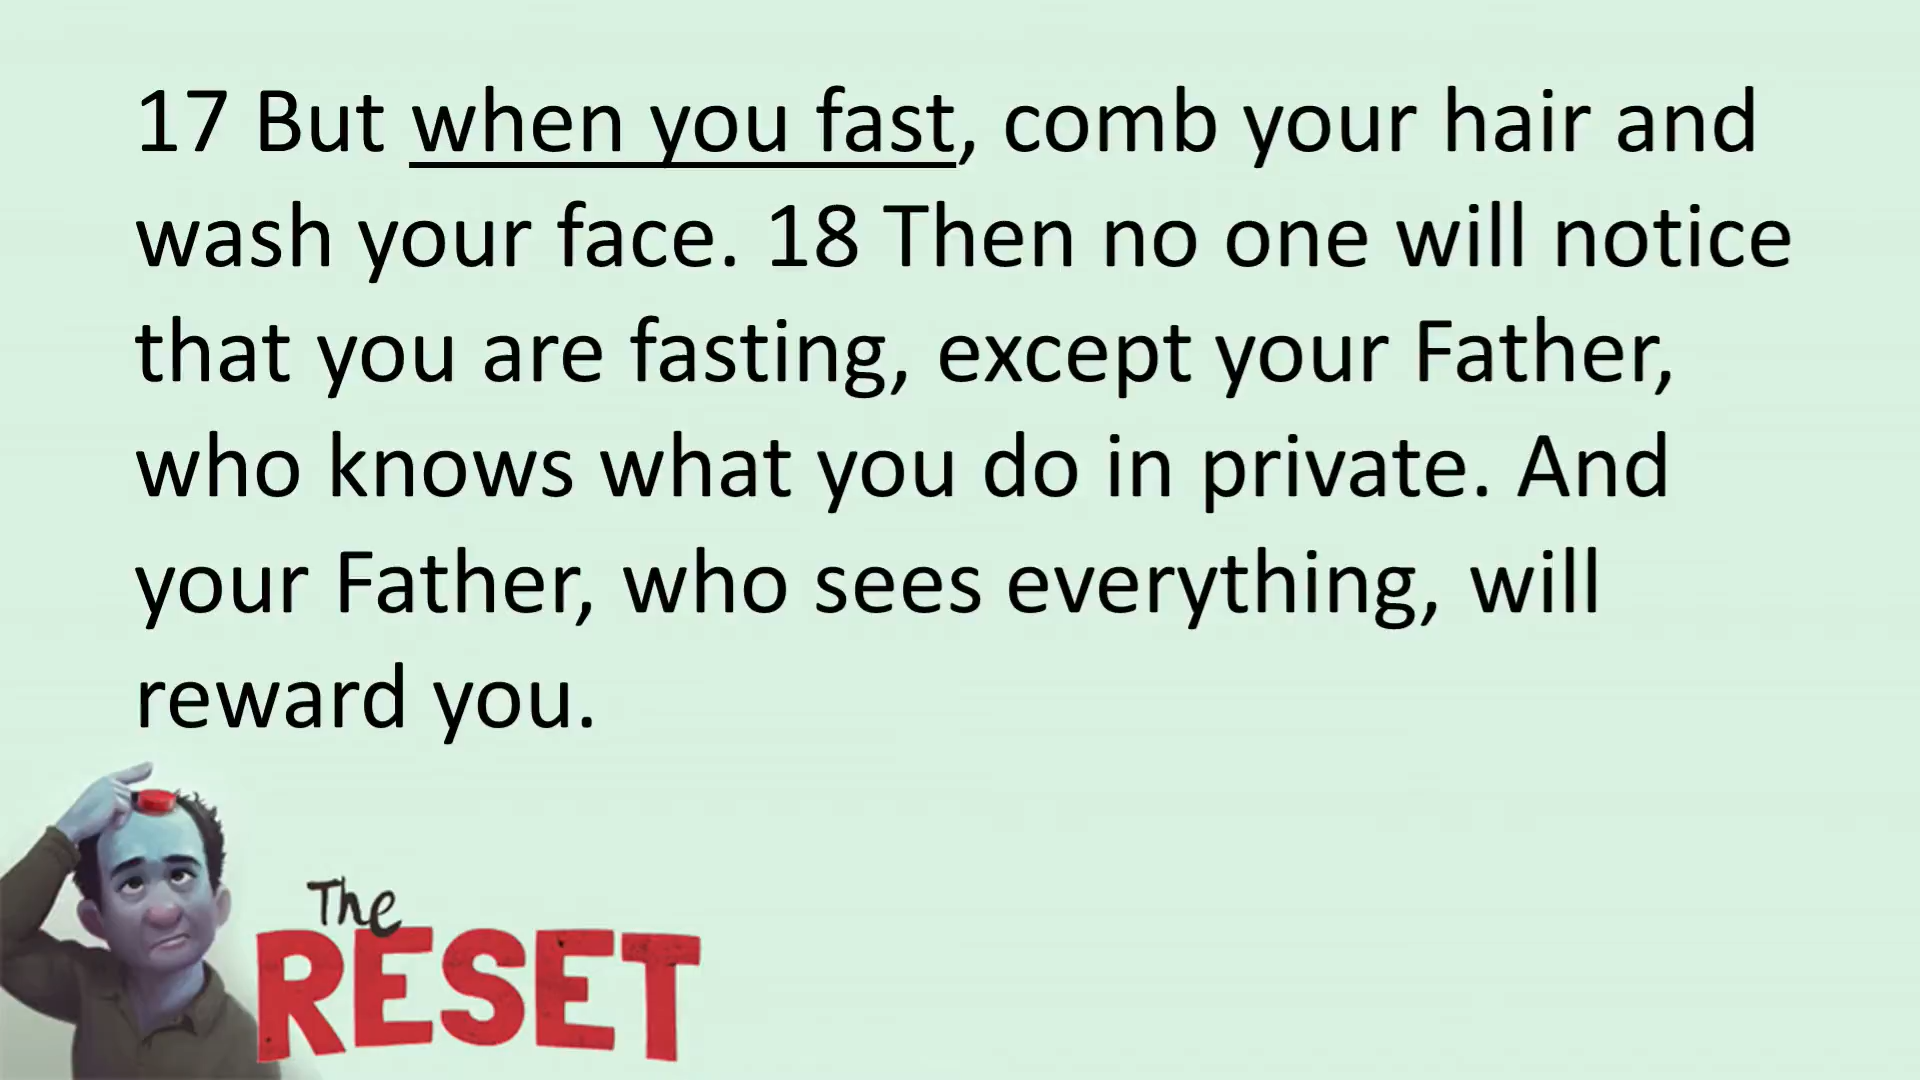 17 But when you fast, comb your hair and
wash your face. 18 Then no one will notice
that you are fasting, except your Father,
who knows what you do in private. And
your Father, who sees everything, will
reward you.
The
RESET